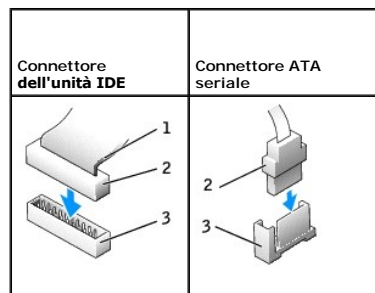 Connettore
dell'unità IDE
Connettore ATA
seriale
1
2
3
2
3